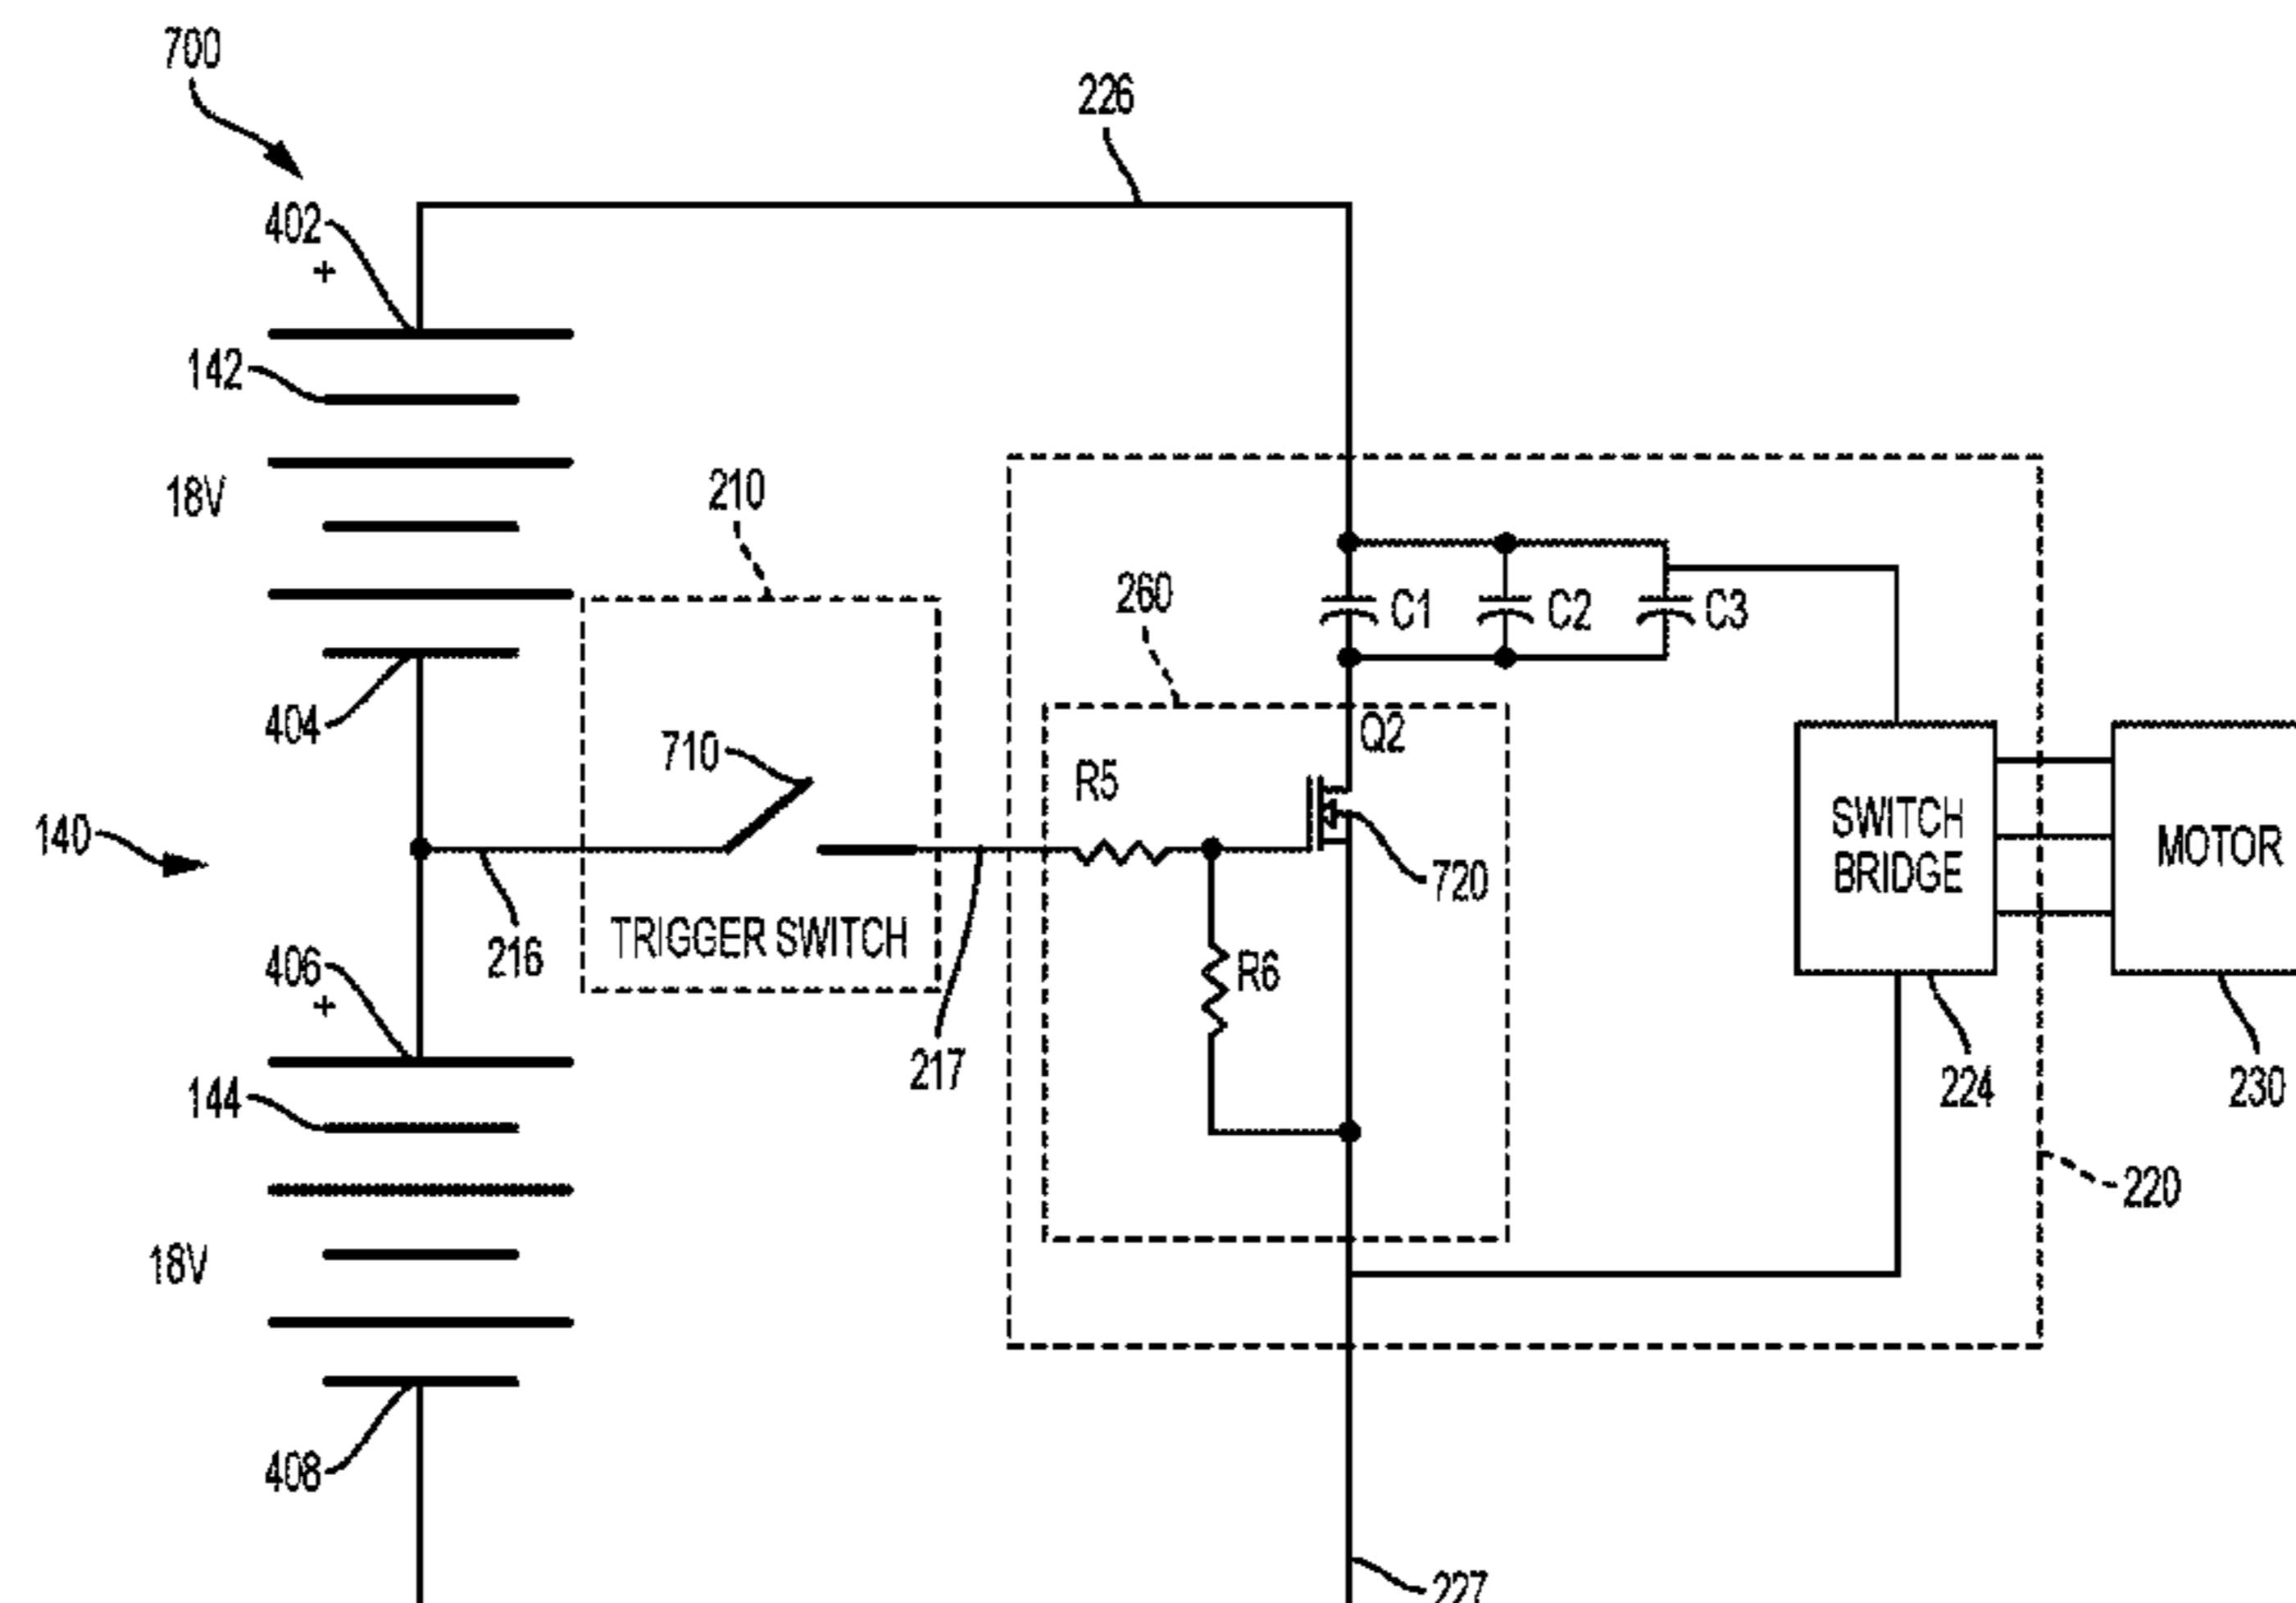 700
226
402
+
142
18V
210
260
C1
C2
C3
404
Q2
710
R5
140
SWITCH
BRIDGE
MOTOR
720
TRIGGER SWITCH
216
406
+
R6
217
144
224
230
220
18V
408
227